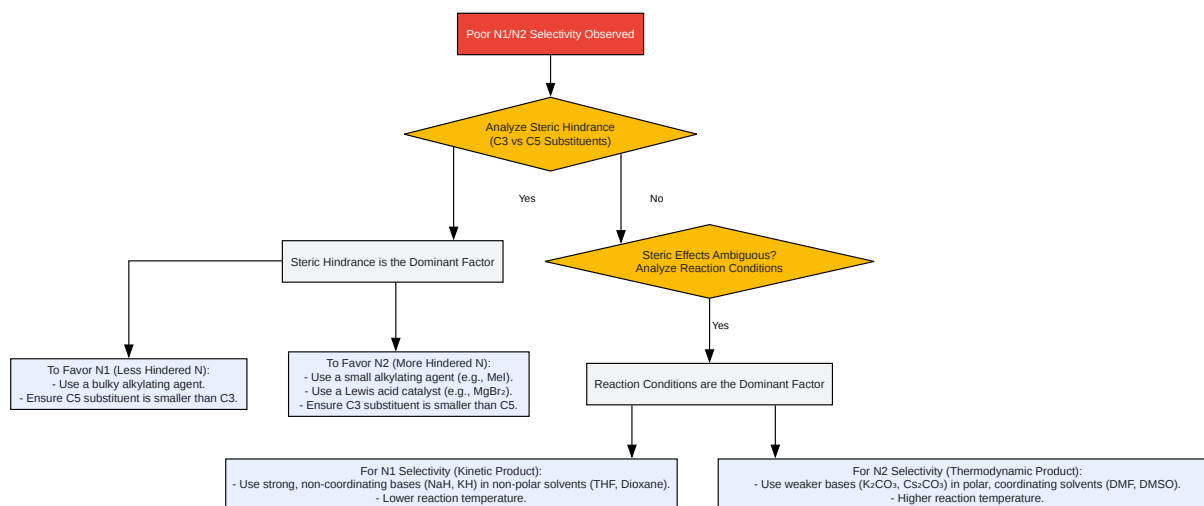 Poor N1/N2 Selectivity Observed
Analyze Steric Hindrance
(C3 vs C5 Substituents)
Yes
No
Steric Hindrance is the Dominant Factor
Steric Effects Ambiguous?
Analyze Reaction Conditions
Yes
To Favor N1 (Less Hindered N):
- Use a bulky alkylating agent.
- Ensure C5 substituent is smaller than C3.
To Favor N2 (More Hindered N):
- Use a small alkylating agent (e.g., MeI).
- Use a Lewis acid catalyst (e.g., MgBr₂).
- Ensure C3 substituent is smaller than C5.
Reaction Conditions are the Dominant Factor
For N1 Selectivity (Kinetic Product):
- Use strong, non-coordinating bases (NaH, KH) in non-polar solvents (THF, Dioxane).
- Lower reaction temperature.
For N2 Selectivity (Thermodynamic Product):
- Use weaker bases (K₂CO₃, Cs₂CO₃) in polar, coordinating solvents (DMF, DMSO).
- Higher reaction temperature.